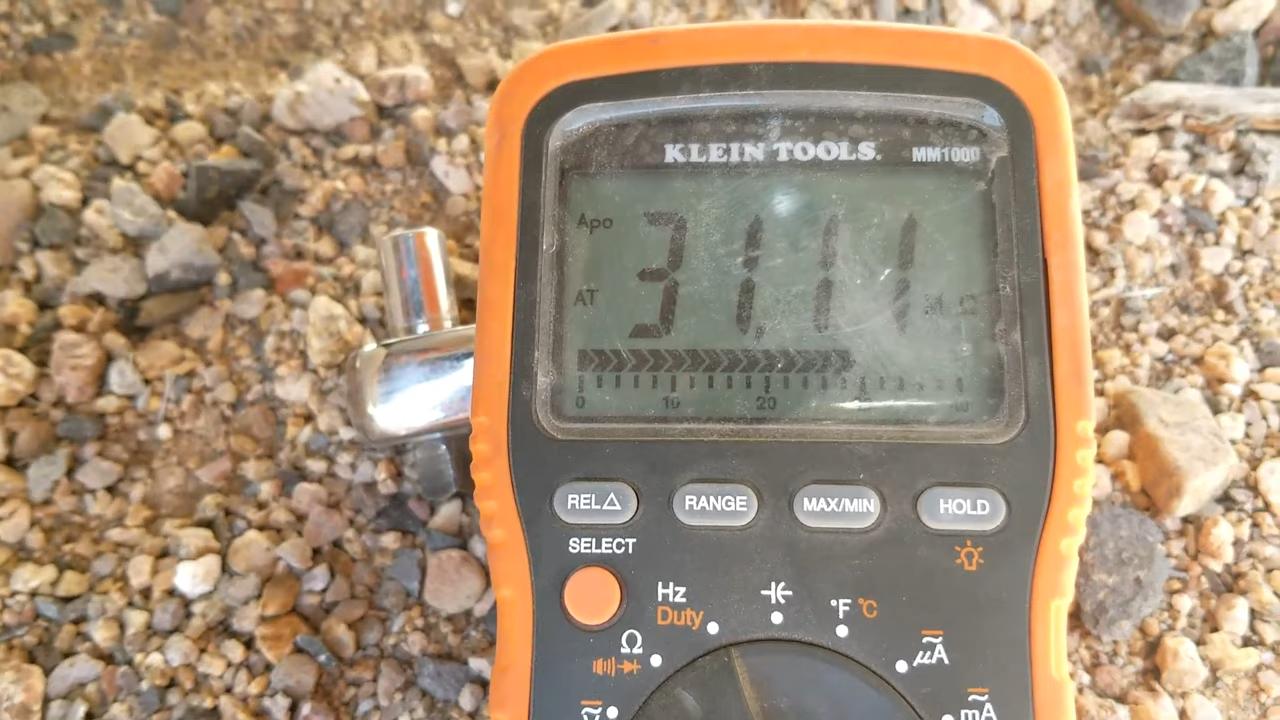 KLEIN TOOLS. MM1000
Apo
31.11
AT
MΩ
0 10 20
REL△ RANGE MAX/MIN HOLD
SELECT
Hz
Duty
°F °C
Ω
μA
mA